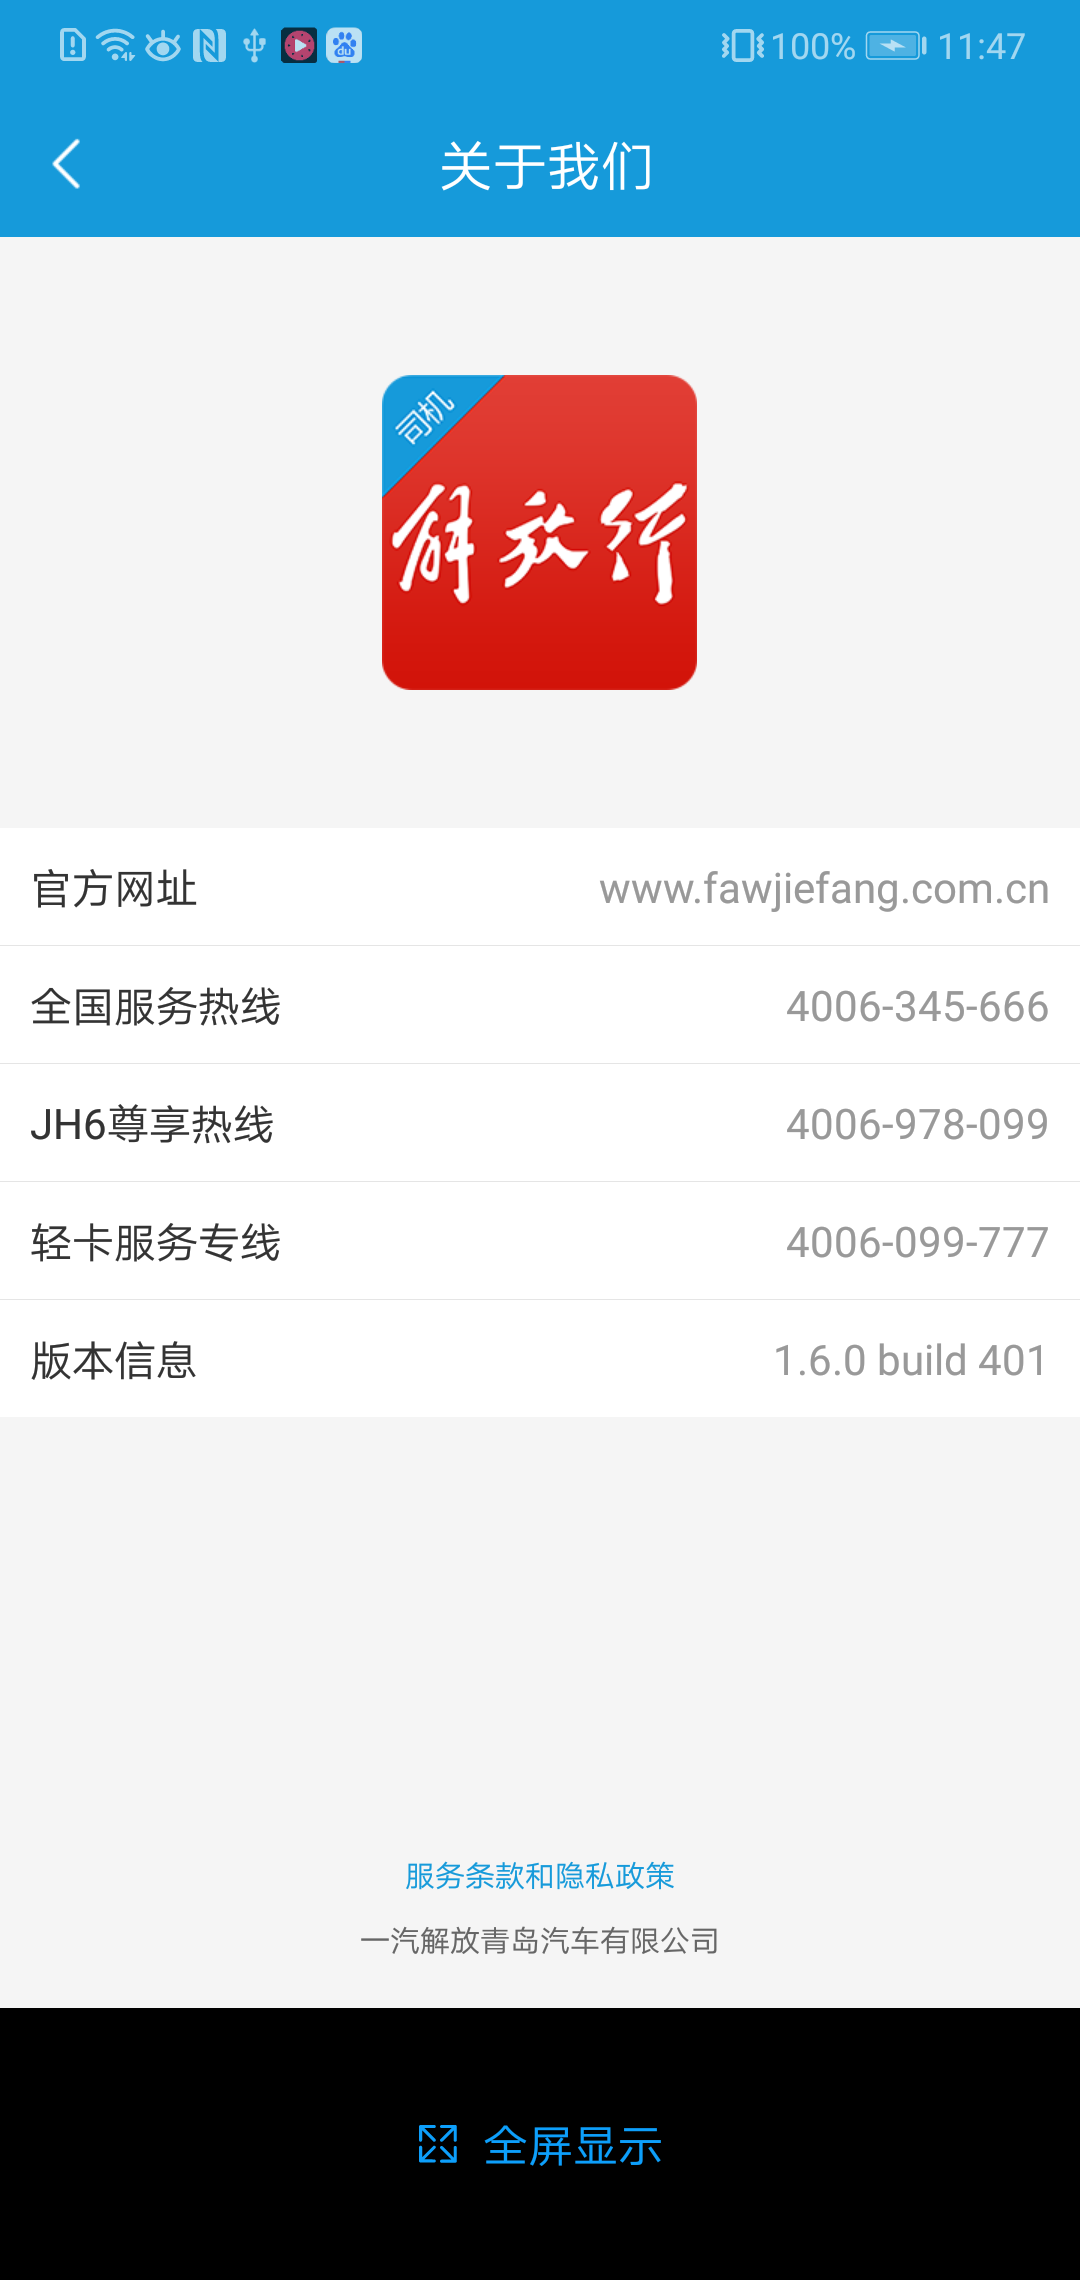 100% 11:47
关于我们
司机
解放行
官方网址 www.fawjiefang.com.cn
全国服务热线 4006-345-666
JH6尊享热线 4006-978-099
轻卡服务专线 4006-099-777
版本信息 1.6.0 build 401
服务条款和隐私政策
一汽解放青岛汽车有限公司
全屏显示